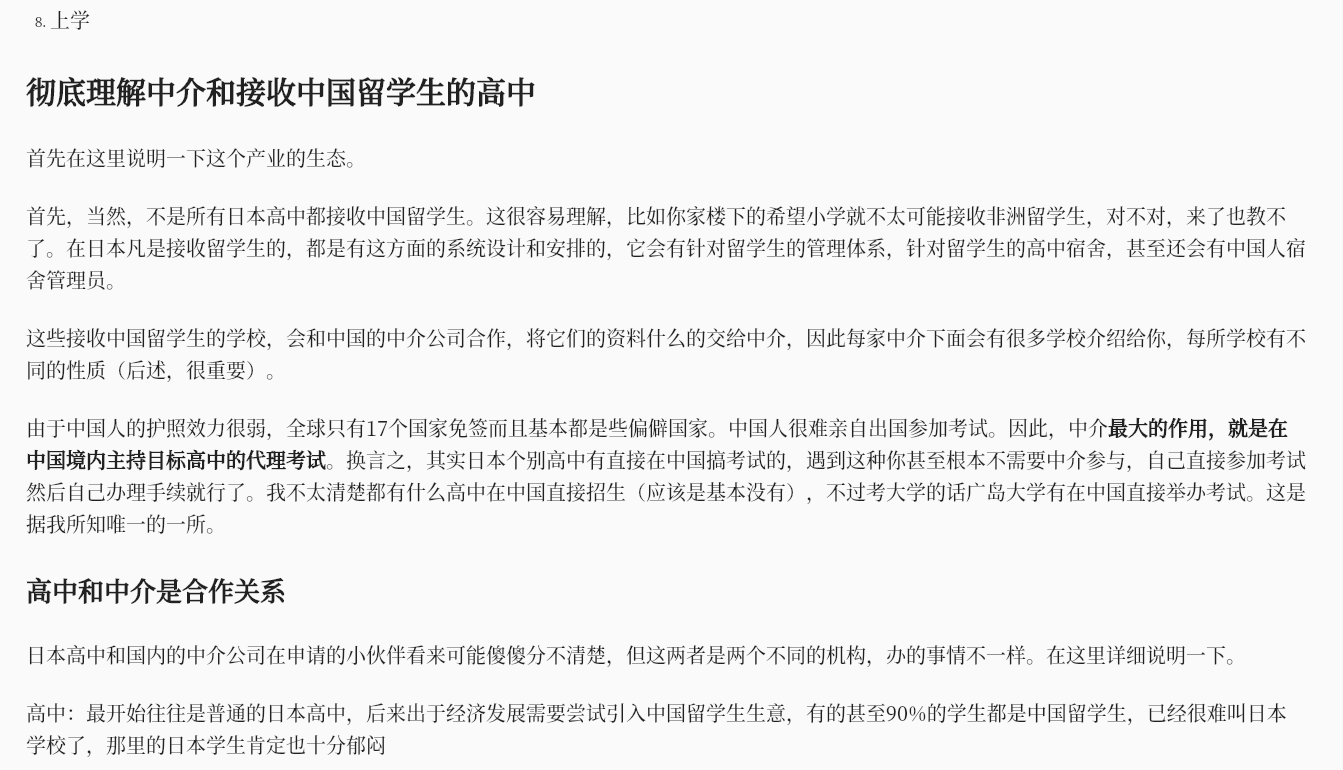 8. 上学
彻底理解中介和接收中国留学生的高中
首先在这里说明一下这个产业的生态。
首先，当然，不是所有日本高中都接收中国留学生。这很容易理解，比如你家楼下的希望小学就不太可能接收非洲留学生，对不对，来了也教不
了。在日本凡是接收留学生的，都是有这方面的系统设计和安排的，它会有针对留学生的管理体系，针对留学生的高中宿舍，甚至还会有中国人宿
舍管理员。
这些接收中国留学生的学校，会和中国的中介公司合作，将它们的资料什么的交给中介，因此每家中介下面会有很多学校介绍给你，每所学校有不
同的性质（后述，很重要）。
由于中国人的护照效力很弱，全球只有17个国家免签而且基本都是些偏僻国家。中国人很难亲自出国参加考试。因此，中介最大的作用，就是在
中国境内主持目标高中的代理考试。换言之，其实日本个别高中有直接在中国搞考试的，遇到这种你甚至根本不需要中介参与，自己直接参加考试
然后自己办理手续就行了。我不太清楚都有什么高中在中国直接招生（应该是基本没有），不过考大学的话广岛大学有在中国直接举办考试。这是
据我所知唯一的一所。
高中和中介是合作关系
日本高中和国内的中介公司在申请的小伙伴看来可能傻傻分不清楚，但这两者是两个不同的机构，办的事情不一样。在这里详细说明一下。
高中：最开始往往是普通的日本高中，后来出于经济发展需要尝试引入中国留学生生意，有的甚至90%的学生都是中国留学生，已经很难叫日本
学校了，那里的日本学生肯定也十分郁闷